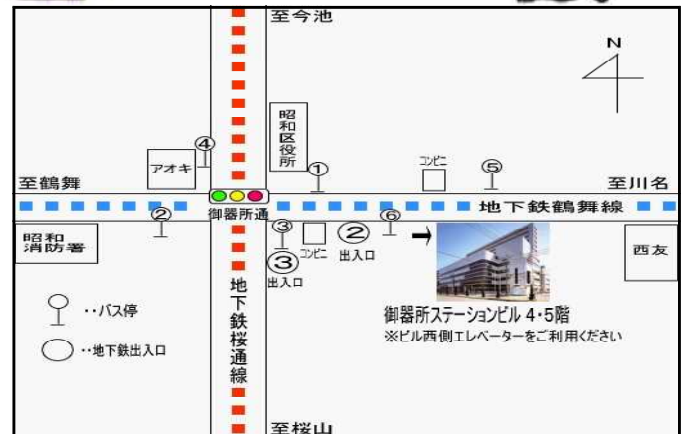 至今池
N
昭和区役所
④
アオキ
①
コンビニ
⑤
至鶴舞
至川名
地下鉄鶴舞線
御器所通
②
③
コンビニ
②
出入口
⑥
昭和
消防署
③
出入口
西友
地下鉄桜通線
御器所ステーションビル 4・5階
※ビル西側エレベーターをご利用ください
‥バス停
‥地下鉄出入口
至桜山